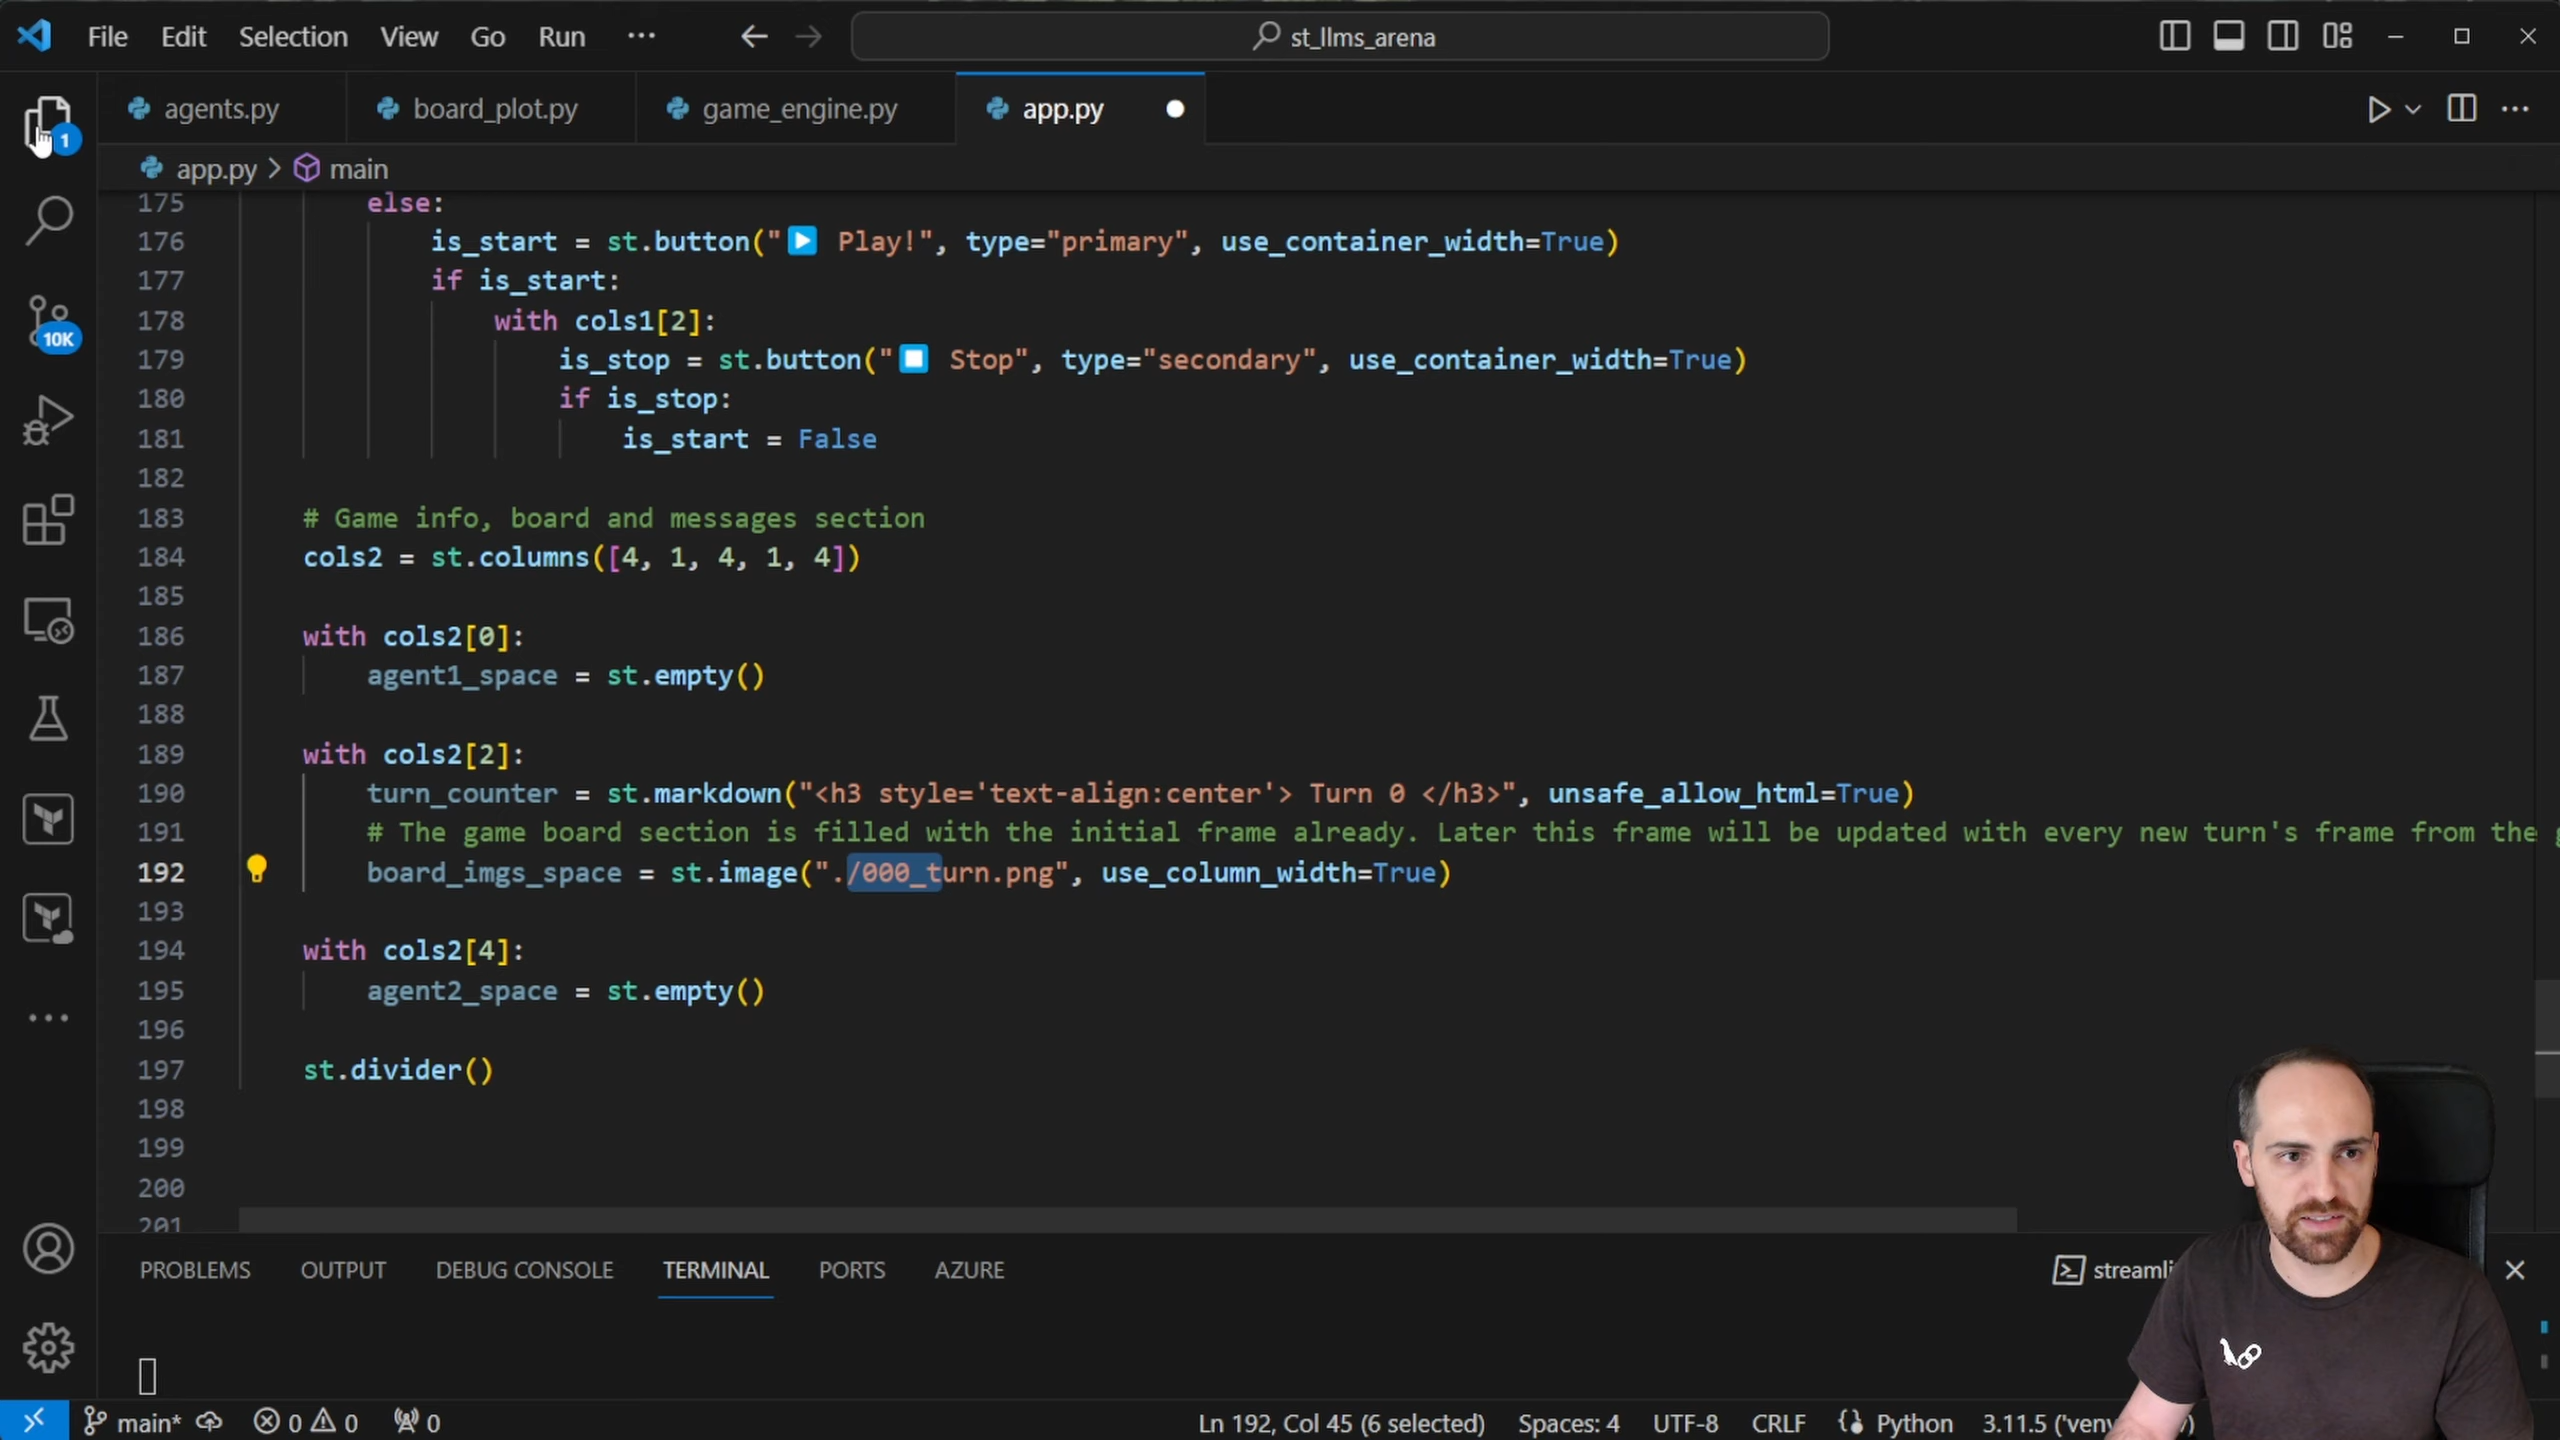 File Edit Selection View Go Run ··· st_llms_arena
agents.py board_plot.py game_engine.py app.py
app.py > main
1
10K
175 else:
176 is_start = st.button("▶️ Play!", type="primary", use_container_width=True)
177 if is_start:
178 with cols1[2]:
179 is_stop = st.button("⏹️ Stop", type="secondary", use_container_width=True)
180 if is_stop:
181 is_start = False
182
183 # Game info, board and messages section
184 cols2 = st.columns([4, 1, 4, 1, 4])
185
186 with cols2[0]:
187 agent1_space = st.empty()
188
189 with cols2[2]:
190 turn_counter = st.markdown("<h3 style='text-align:center'> Turn 0 </h3>", unsafe_allow_html=True)
191 # The game board section is filled with the initial frame already. Later this frame will be updated with every new turn's frame from the
192 board_imgs_space = st.image("./000_turn.png", use_column_width=True)
193
194 with cols2[4]:
195 agent2_space = st.empty()
196
197 st.divider()
198
199
200
201
PROBLEMS OUTPUT DEBUG CONSOLE TERMINAL PORTS AZURE
main* 0 0 0 Ln 192, Col 45 (6 selected) Spaces: 4 UTF-8 CRLF Python 3.11.5